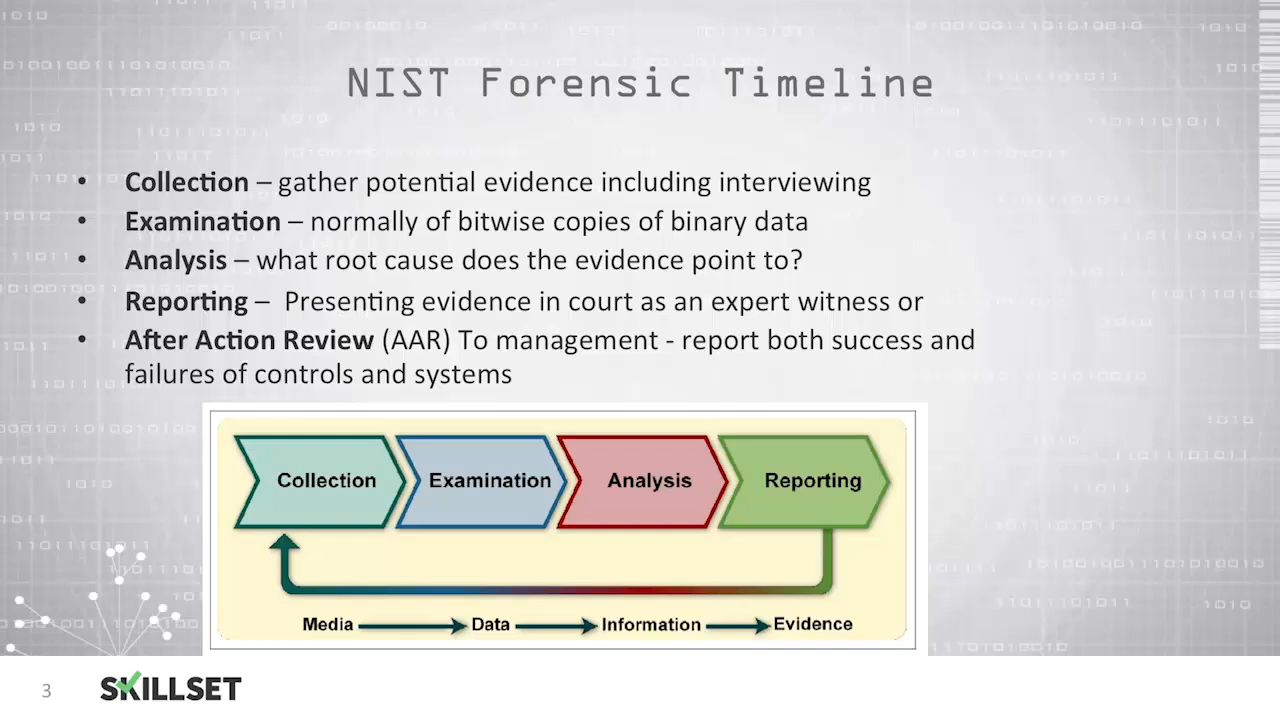 NIST Forensic Timeline
• Collection – gather potential evidence including interviewing
• Examination – normally of bitwise copies of binary data
• Analysis – what root cause does the evidence point to?
• Reporting –  Presenting evidence in court as an expert witness or
• After Action Review (AAR) To management - report both success and
failures of controls and systems
Collection Examination Analysis Reporting
Media Data Information Evidence
3 SKILLSET